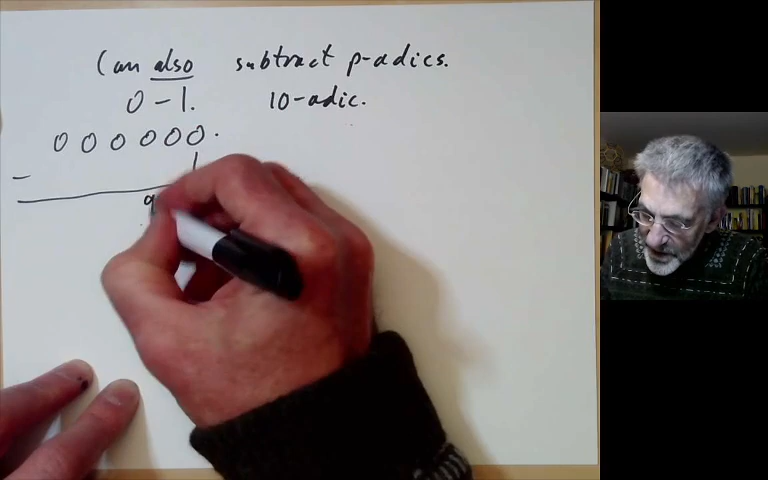 Can also subtract p-adics.
0-1. 10-adic.
000000.
- 1
9